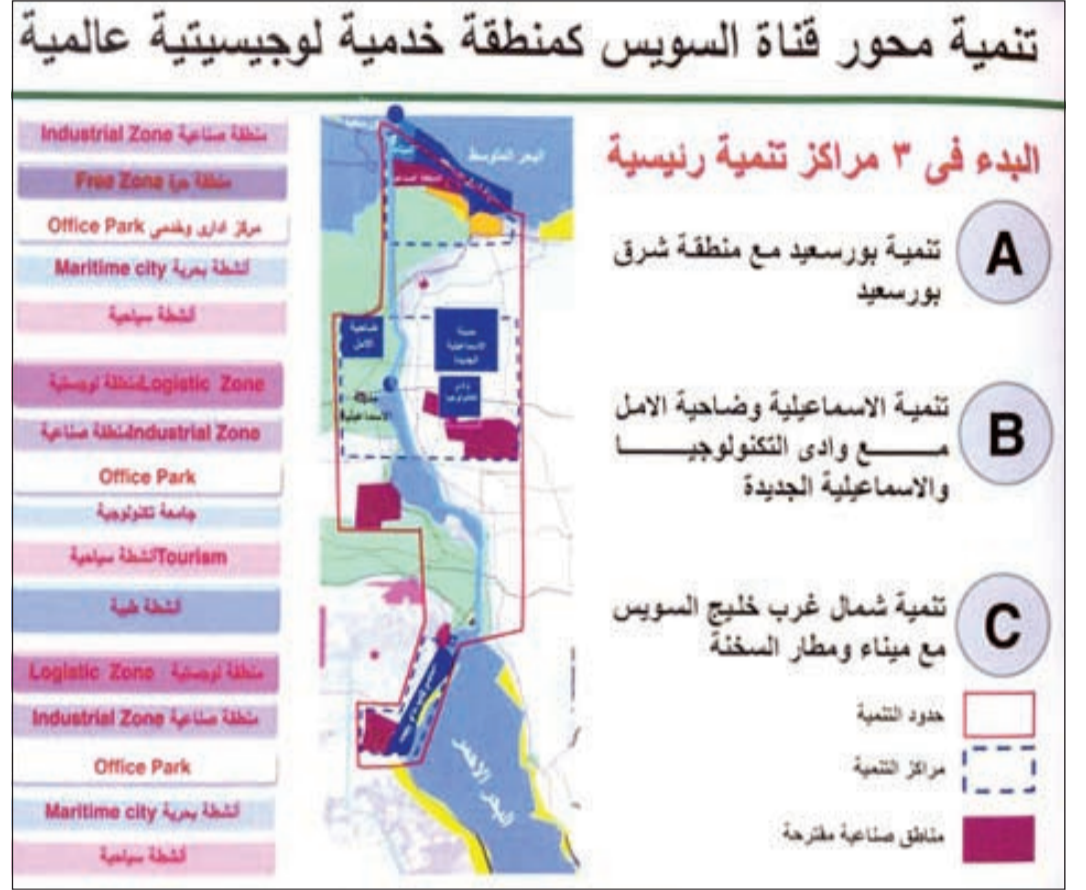 تنمية محور قناة السويس كمنطقة خدمية لوجيسيتية عالمية
البدء فى ٣ مراكز تنمية رئيسية
A
تنمية بورسعيد مع منطقة شرق
بورسعيد
B
تنمية الاسماعيلية وضاحية الامل
مع وادى التكنولوجيا
والاسماعيلية الجديدة
C
تنمية شمال غرب خليج السويس
مع ميناء ومطار السخنة
حدود التنمية
مراكز التنمية
مناطق صناعية مقترحة
البحر المتوسط
ضاحية
الامل
مدينة
الاسماعيلية
الجديدة
وادى
الاسماعيلية
البحر الاحمر
منطقة صناعية Industrial Zone
منطقة حرة Free Zone
مركز ادارى وخدمى Office Park
أنشطة بحرية Maritime city
أنشطة سياحية
منطقة لوجستية Logistic Zone
منطقة صناعية Industrial Zone
Office Park
جامعة تكنولوجية
أنشطة سياحية Tourism
أنشطة طبية
منطقة لوجستية Logistic Zone
منطقة صناعية Industrial Zone
Office Park
أنشطة بحرية Maritime city
أنشطة سياحية